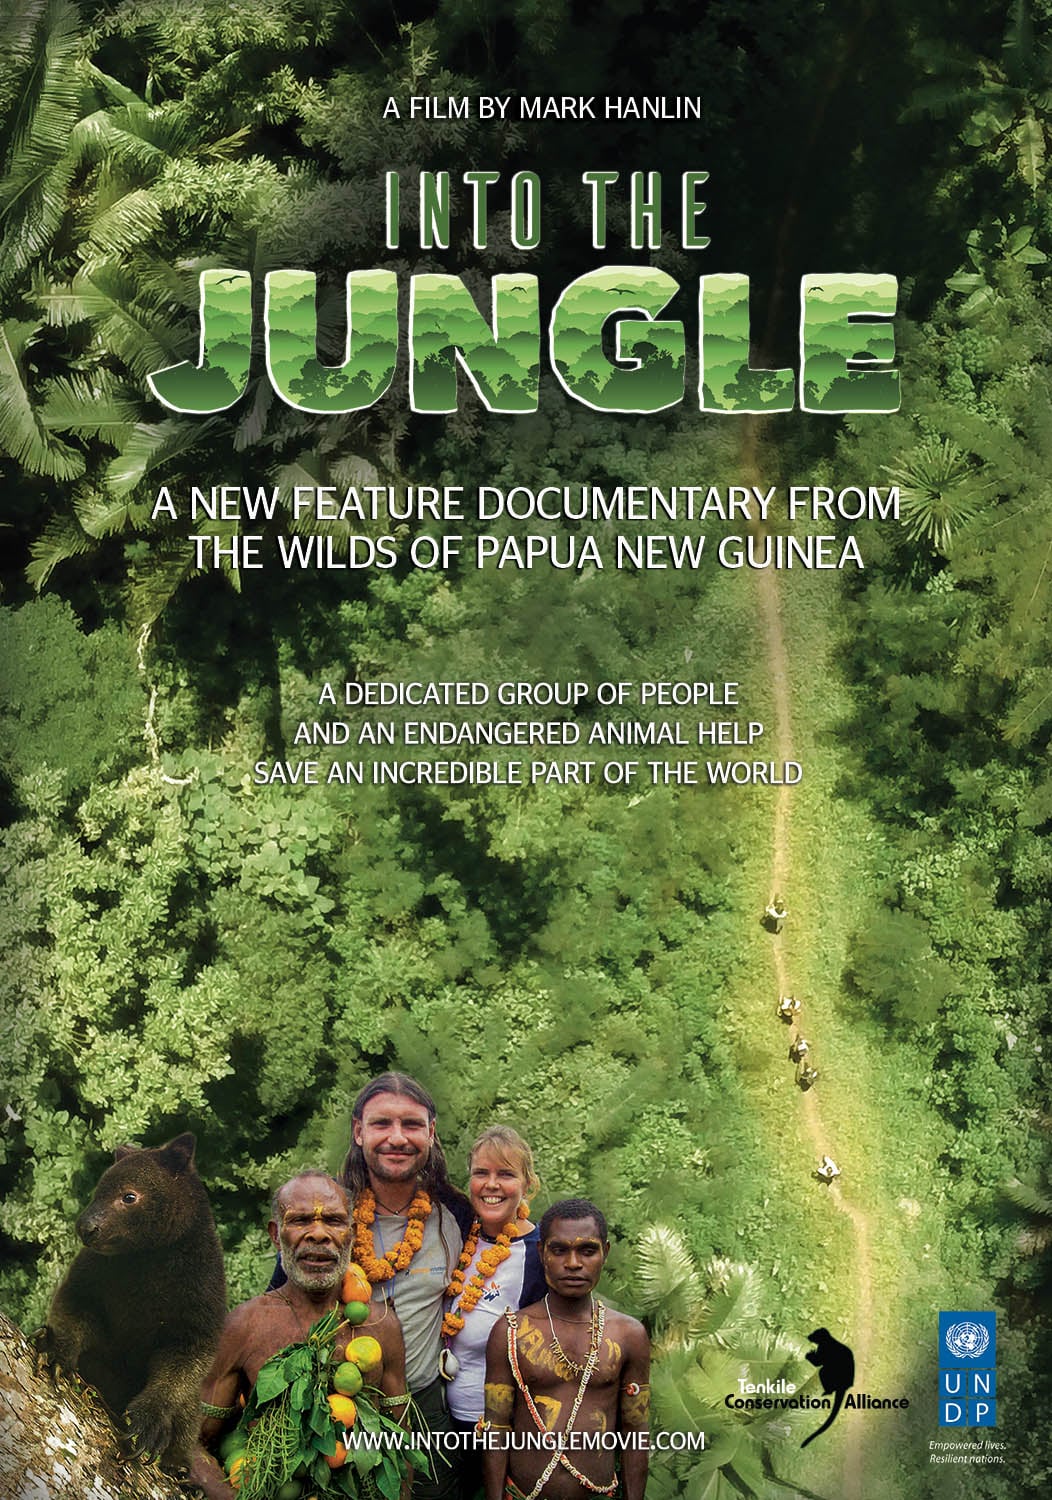 A FILM BY MARK HANLIN
INTO THE
JUNGLE
A NEW FEATURE DOCUMENTARY FROM
THE WILDS OF PAPUA NEW GUINEA
A DEDICATED GROUP OF PEOPLE
AND AN ENDANGERED ANIMAL HELP
SAVE AN INCREDIBLE PART OF THE WORLD
WWW.INTOTHEJUNGLEMOVIE.COM
Tenkile
Conservation Alliance
UN
DP
Empowered lives.
Resilient nations.